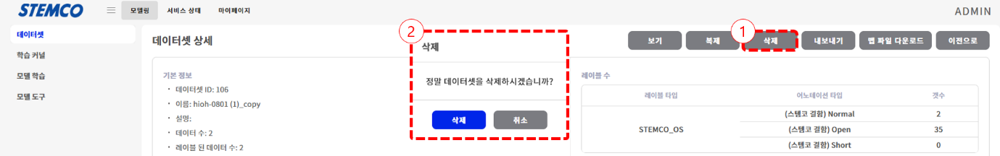 STEMCO
모델링
서비스 상태
마이페이지
ADMIN
데이터셋
학습 커널
모델 학습
모델 도구
데이터셋 상세
보기
복제
1
삭제
내보내기
맵 파일 다운로드
이전으로
기본 정보
· 데이터셋 ID: 106
· 이름: hioh-0801 (1)_copy
· 설명:
· 데이터 수: 2
· 레이블 된 데이터 수: 2
2
삭제
정말 데이터셋을 삭제하시겠습니까?
삭제
취소
레이블 수
레이블 타입 어노테이션 타입 갯수
STEMCO_OS
(스템코 결함) Normal 2
(스템코 결함) Open 35
(스템코 결함) Short 0